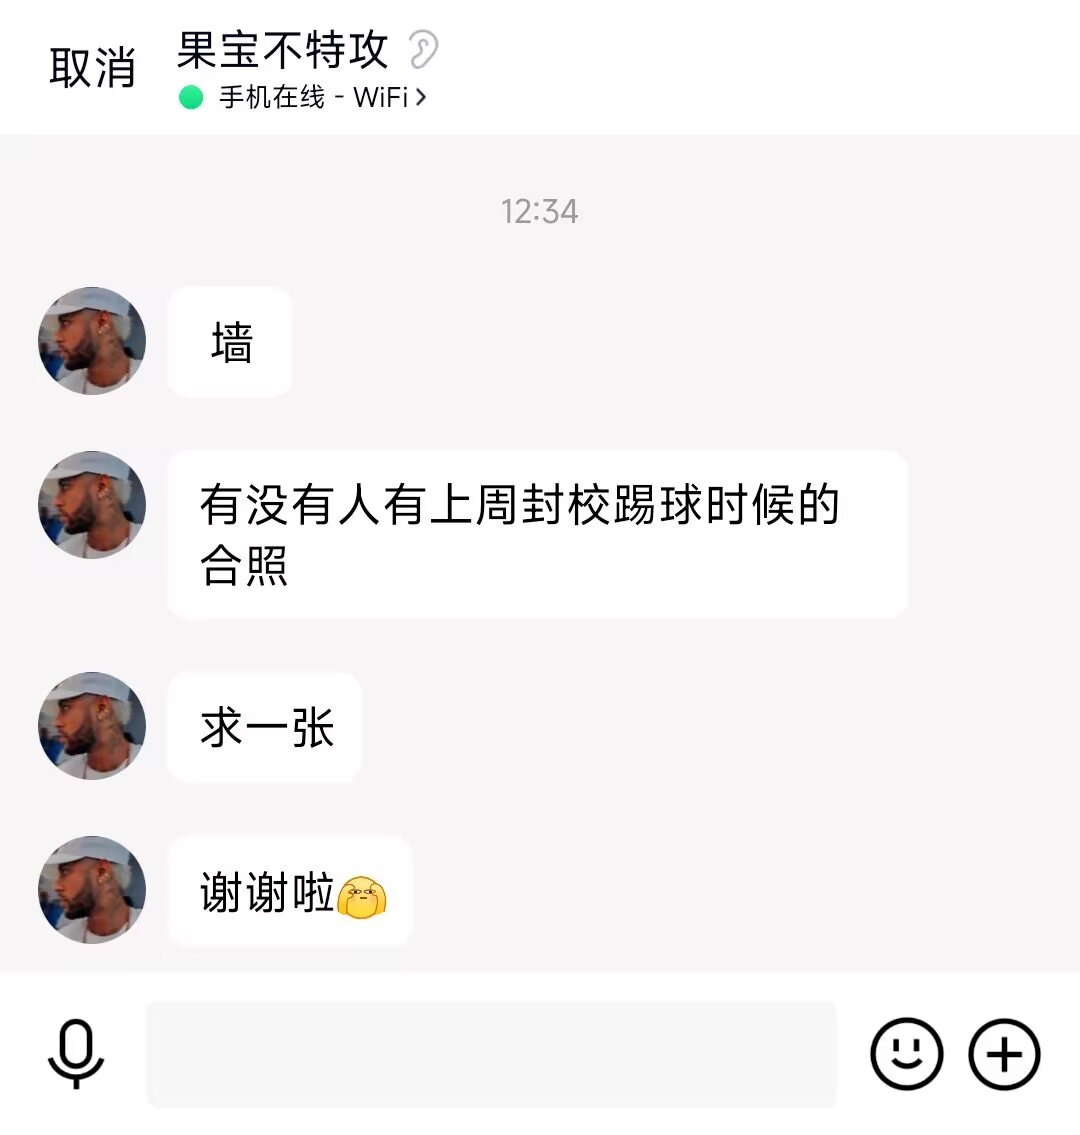 取消
果宝不特攻
手机在线 - WiFi
12:34
墙
有没有人有上周封校踢球时候的
合照
求一张
谢谢啦